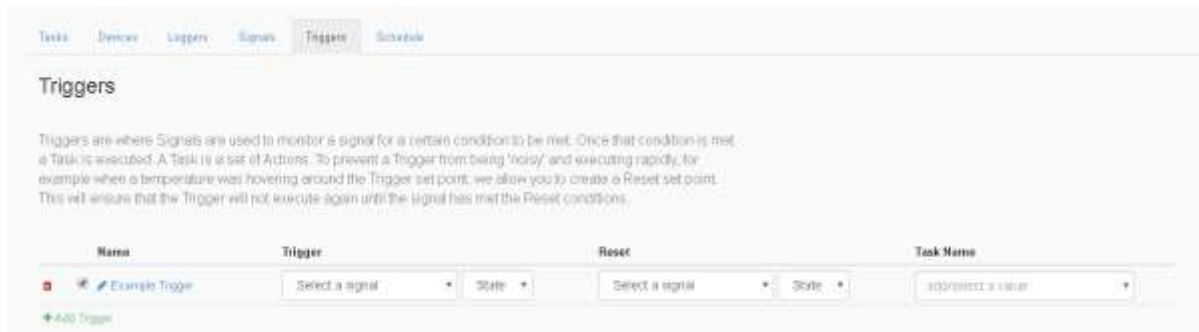 Tasks Devices Loggers Signals Triggers Schedule
Triggers
Triggers are where Signals are used to monitor a signal for a certain condition to be met. Once that condition is met
a Task is executed. A Task is a set of Actions. To prevent a Trigger from being 'noisy' and executing rapidly, for
example when a temperature was hovering around the Trigger set point, we allow you to create a Reset set point.
This will ensure that the Trigger will not execute again until the signal has met the Reset conditions.
Name Trigger Reset Task Name
Example Trigger Select a signal State Select a signal State add/select a value
Add Trigger